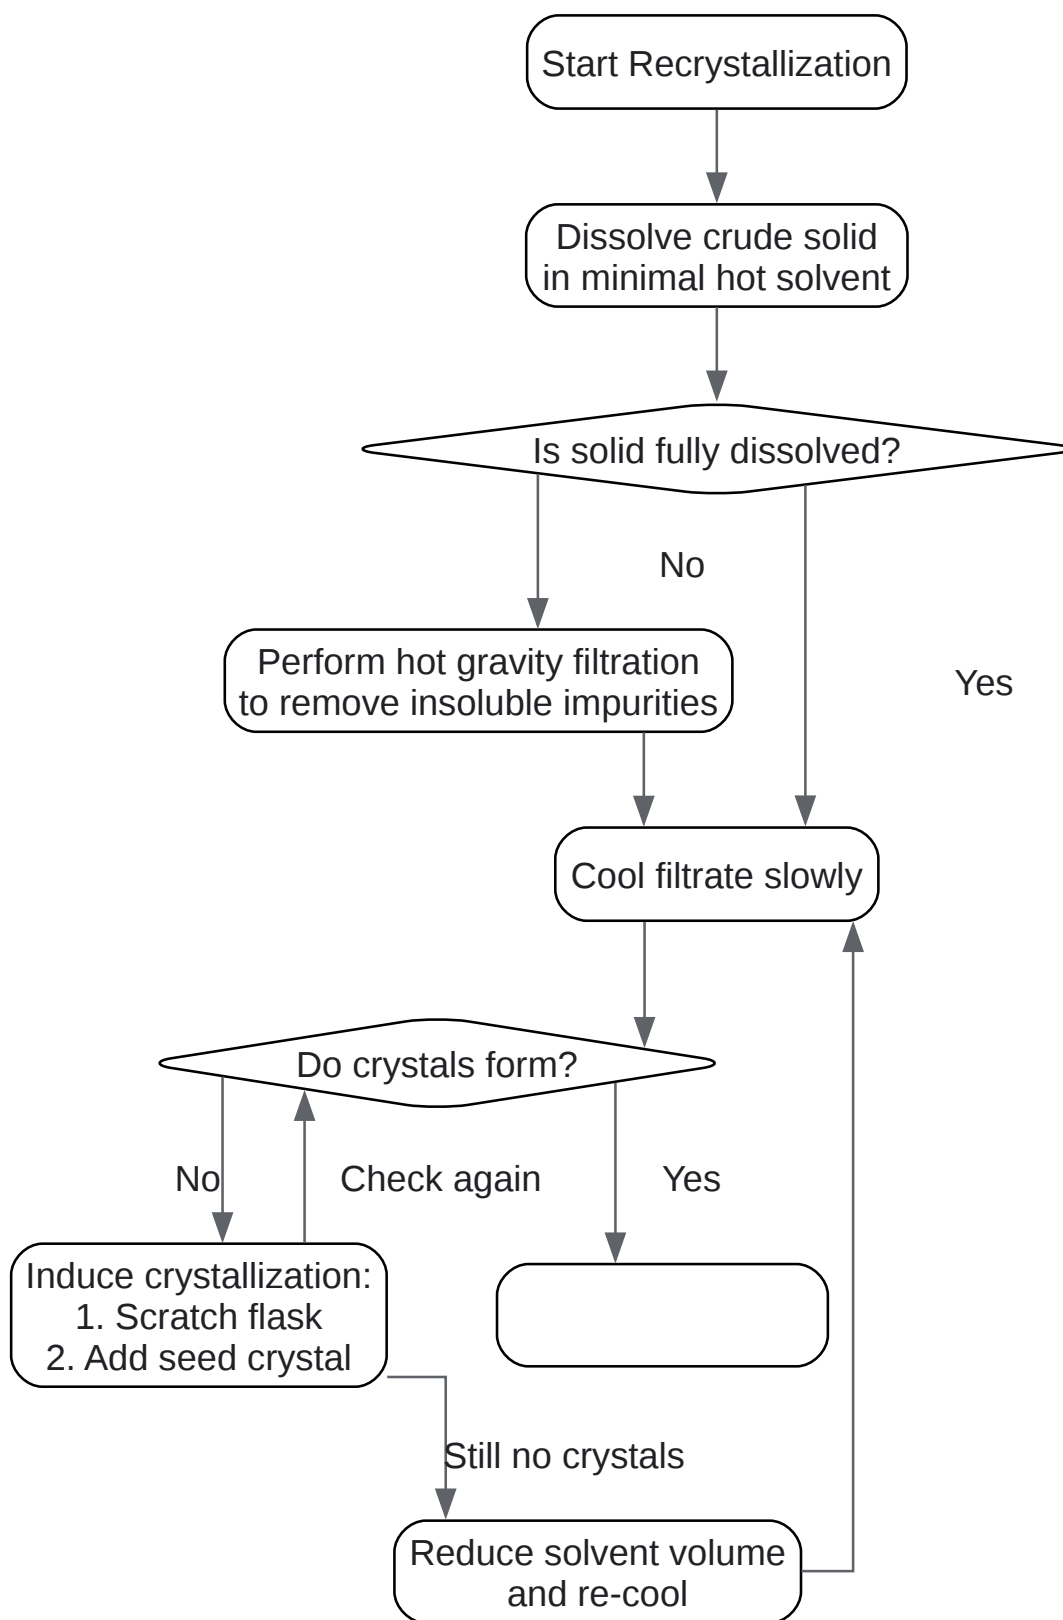 Start Recrystallization
Dissolve crude solid
in minimal hot solvent
Is solid fully dissolved?
No
Perform hot gravity filtration
to remove insoluble impurities
Yes
Cool filtrate slowly
Do crystals form?
No
Check again
Yes
Induce crystallization:
1. Scratch flask
2. Add seed crystal
Still no crystals
Reduce solvent volume
and re-cool